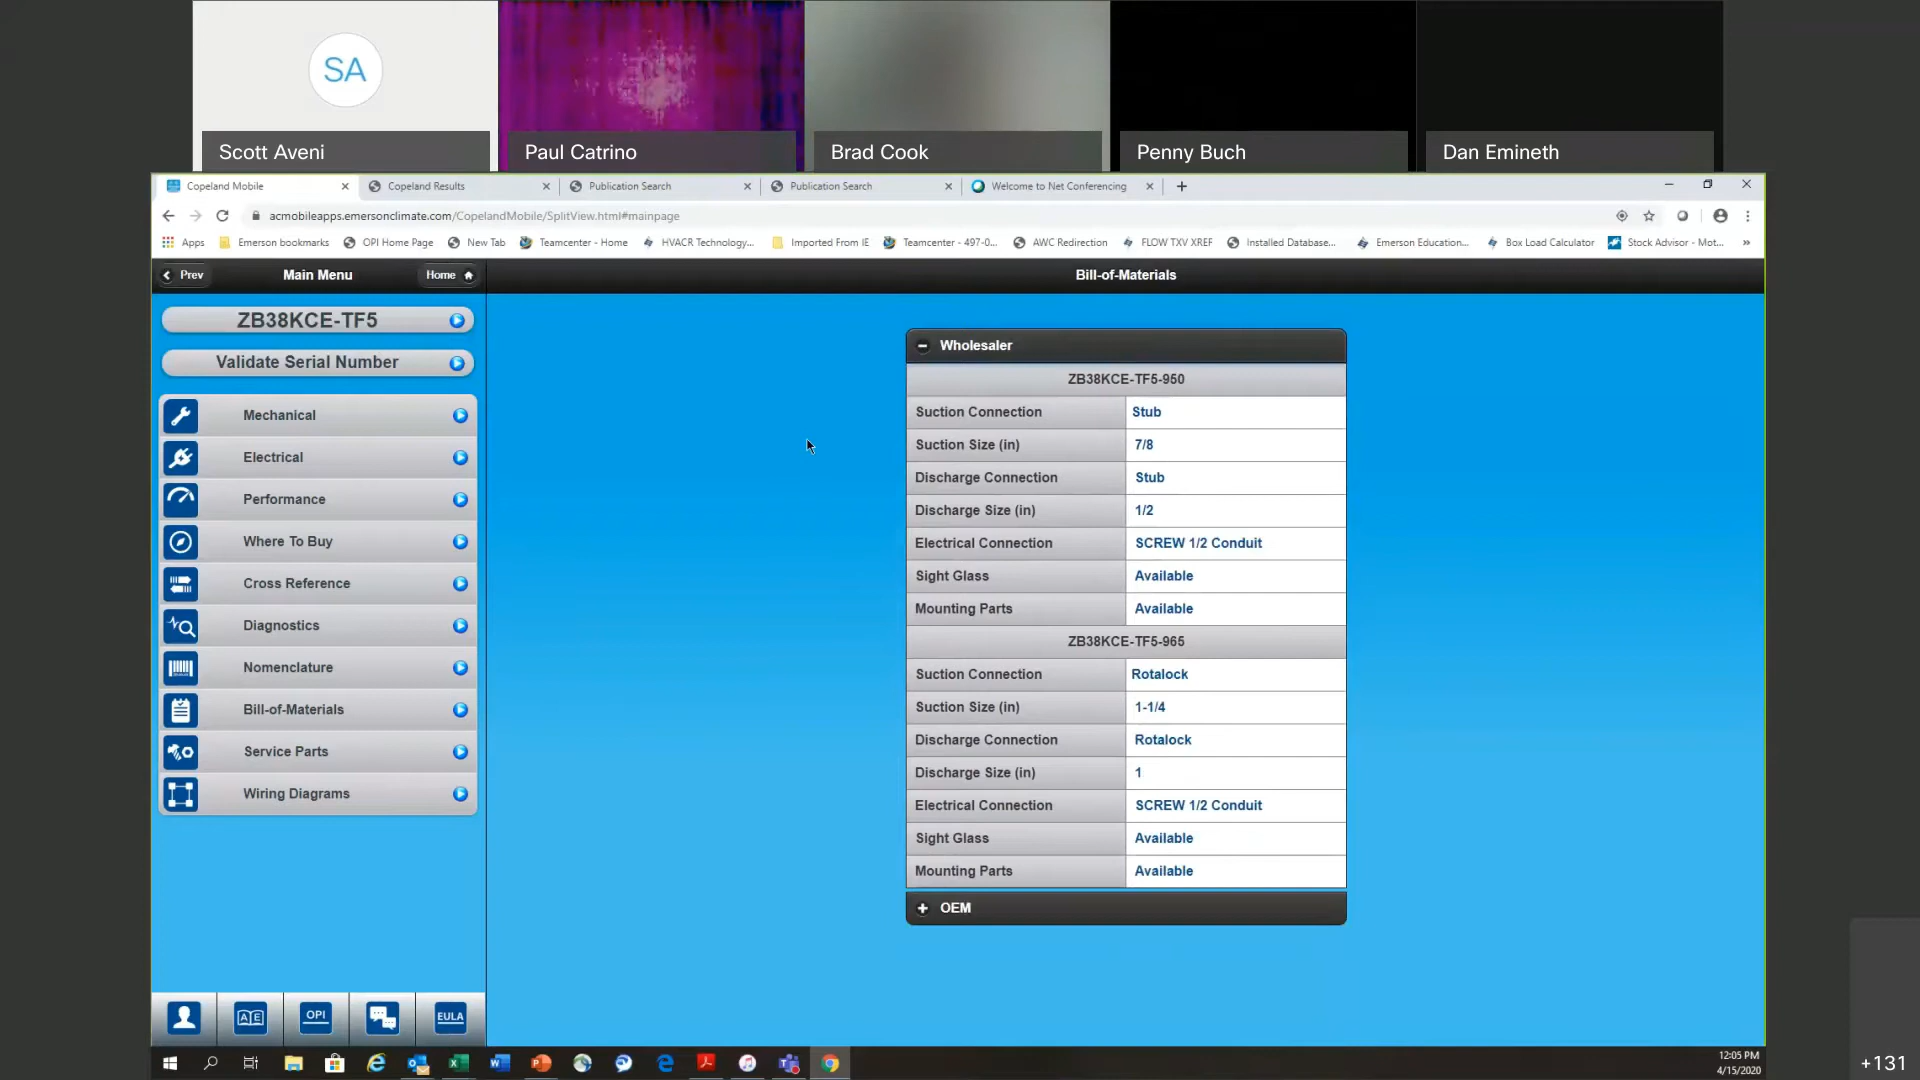 SA
Scott Aveni
Paul Catrino
Brad Cook
Penny Buch
Dan Emineth
Copeland Mobile
Copeland Results
Publication Search
Publication Search
Welcome to Net Conferencing
acmobileapps.emersonclimate.com/CopelandMobile/SplitView.html#mainpage
Apps
Emerson bookmarks
OPI Home Page
New Tab
Teamcenter - Home
HVACR Technology...
Imported From IE
Teamcenter - 497-0...
AWC Redirection
FLOW TXV XREF
Installed Database...
Emerson Education...
Box Load Calculator
Stock Advisor - Mot...
Prev
Main Menu
Home
Bill-of-Materials
ZB38KCE-TF5
Validate Serial Number
Mechanical
Electrical
Performance
Where To Buy
Cross Reference
Diagnostics
Nomenclature
Bill-of-Materials
Service Parts
Wiring Diagrams
Wholesaler
ZB38KCE-TF5-950
Suction Connection Stub
Suction Size (in) 7/8
Discharge Connection Stub
Discharge Size (in) 1/2
Electrical Connection SCREW 1/2 Conduit
Sight Glass Available
Mounting Parts Available
ZB38KCE-TF5-965
Suction Connection Rotalock
Suction Size (in) 1-1/4
Discharge Connection Rotalock
Discharge Size (in) 1
Electrical Connection SCREW 1/2 Conduit
Sight Glass Available
Mounting Parts Available
OEM
AE
OPI
EULA
12:05 PM
4/15/2020
+131